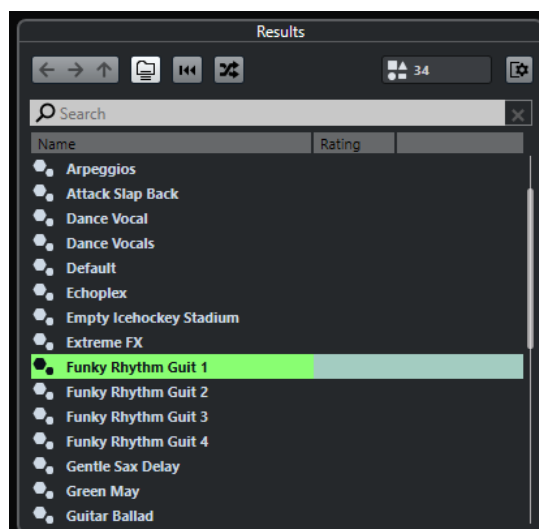 Results
34
Search
Name Rating
Arpeggios
Attack Slap Back
Dance Vocal
Dance Vocals
Default
Echoplex
Empty Icehockey Stadium
Extreme FX
Funky Rhythm Guit 1
Funky Rhythm Guit 2
Funky Rhythm Guit 3
Funky Rhythm Guit 4
Gentle Sax Delay
Green May
Guitar Ballad